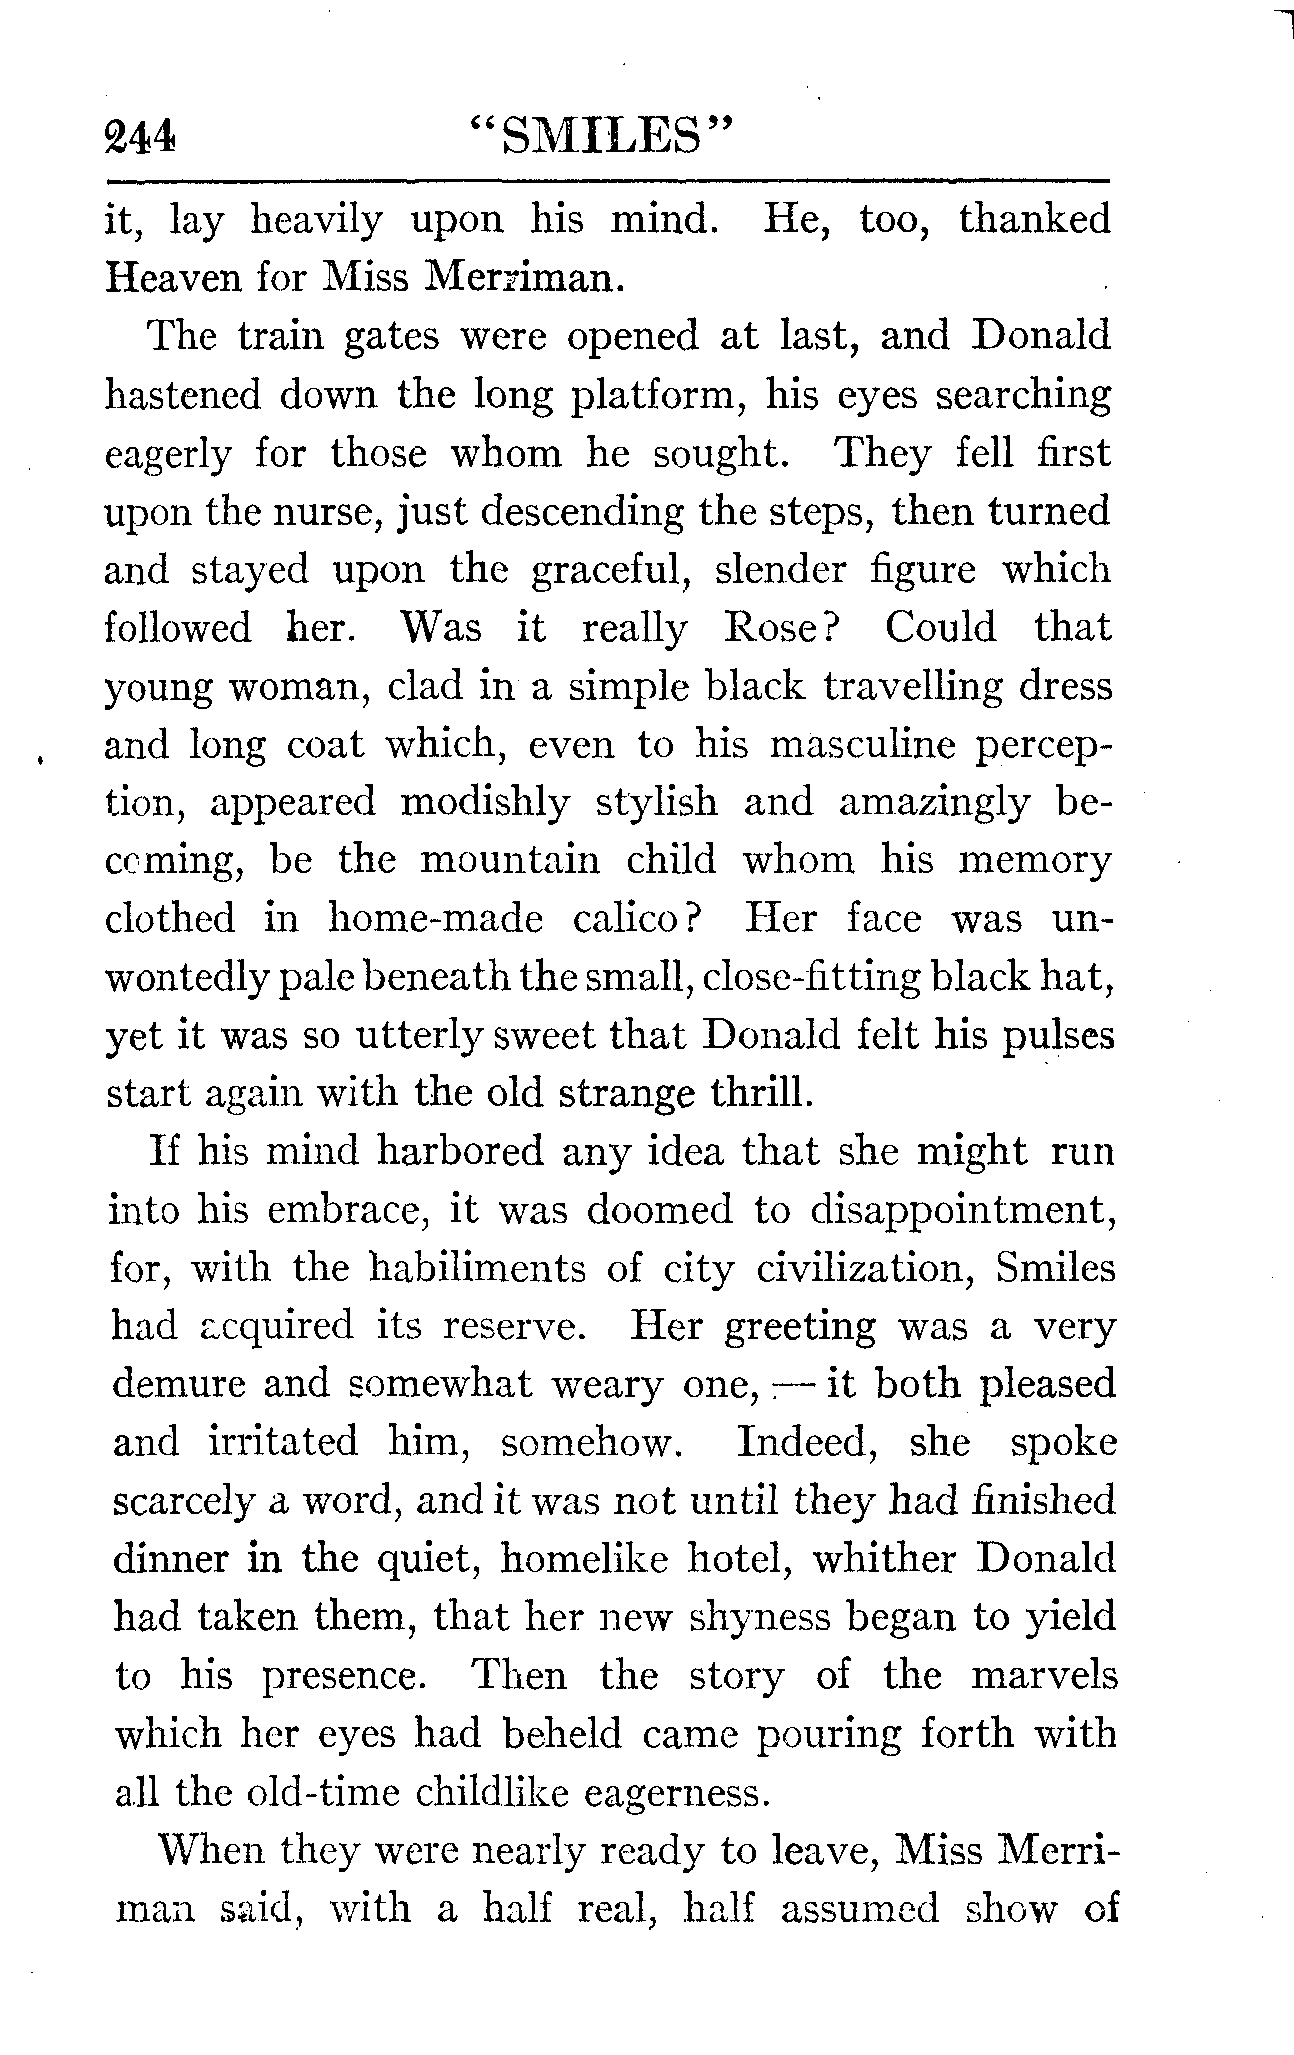 244 "SMILES"
it, lay heavily upon his mind. He, too, thanked
Heaven for Miss Merriman.
The train gates were opened at last, and Donald
hastened down the long platform, his eyes searching
eagerly for those whom he sought. They fell first
upon the nurse, just descending the steps, then turned
and stayed upon the graceful, slender figure which
followed her. Was it really Rose? Could that
young woman, clad in a simple black travelling dress
and long coat which, even to his masculine percep-
tion, appeared modishly stylish and amazingly be-
coming, be the mountain child whom his memory
clothed in home-made calico? Her face was un-
wontedly pale beneath the small, close-fitting black hat,
yet it was so utterly sweet that Donald felt his pulses
start again with the old strange thrill.
If his mind harbored any idea that she might run
into his embrace, it was doomed to disappointment,
for, with the habiliments of city civilization, Smiles
had acquired its reserve. Her greeting was a very
demure and somewhat weary one, — it both pleased
and irritated him, somehow. Indeed, she spoke
scarcely a word, and it was not until they had finished
dinner in the quiet, homelike hotel, whither Donald
had taken them, that her new shyness began to yield
to his presence. Then the story of the marvels
which her eyes had beheld came pouring forth with
all the old-time childlike eagerness.
When they were nearly ready to leave, Miss Merri-
man said, with a half real, half assumed show of